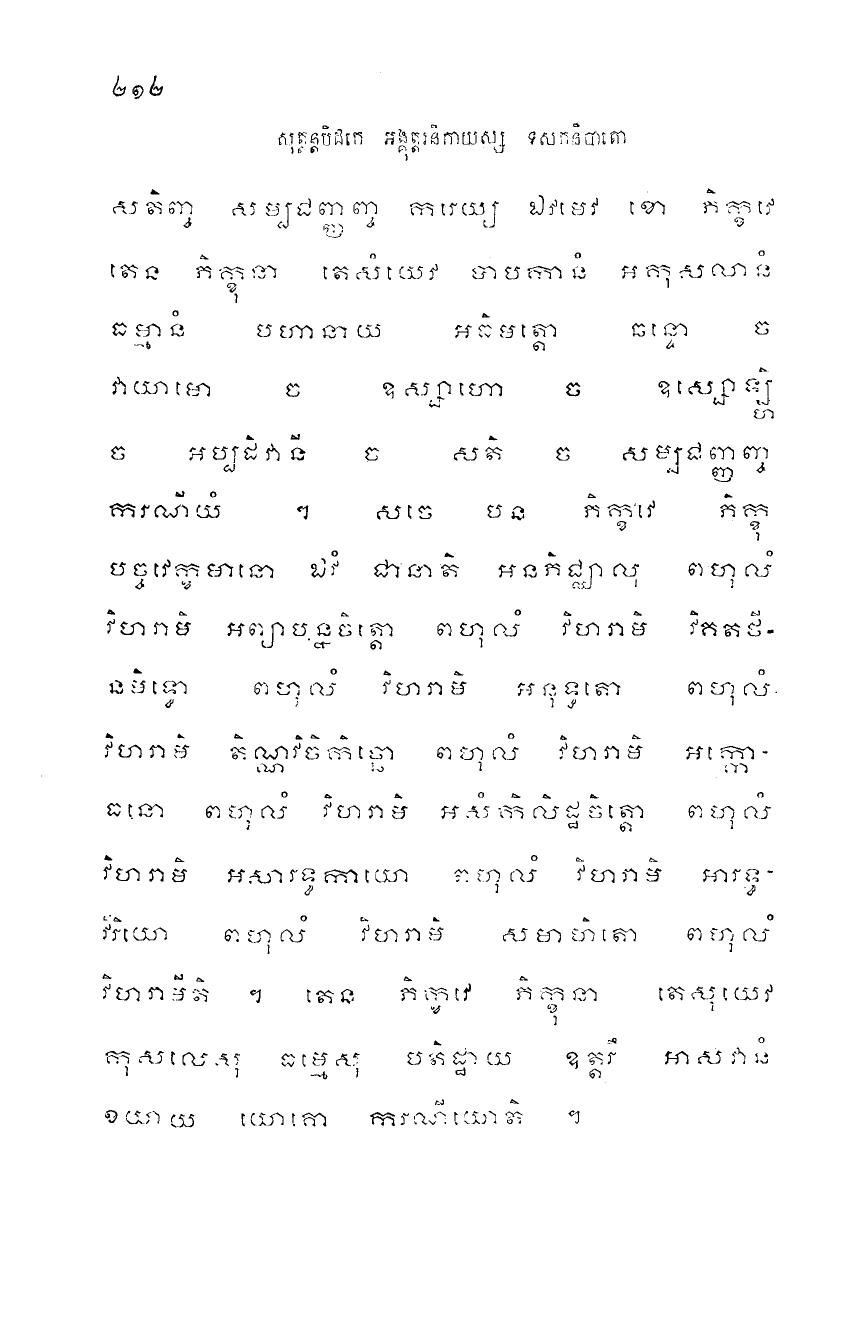 ២១២
សុត្តន្តបិដកេ អង្គុត្តរនិកាយស្ស ទសកនិបាតោ
សតិញ្ច សម្បជញ្ញញ្ច ករេយ្យ ឯវមេវ ខោ ភិក្ខវេ
តេន ភិក្ខុនា តេសំយេវ បាបកានំ អកុសលានំ
ធម្មានំ បហានាយ អធិមត្តោ ឆន្ទោ ច
វាយាមោ ច ឧស្សាហោ ច ឧស្សោឡ្ហិ
ច អប្បដិវានី ច សតិ ច សម្បជញ្ញញ្ច
ករណីយំ ។ សចេ បន ភិក្ខវេ ភិក្ខុ
បច្ចវេក្ខមានោ ឯវំ ជានាតិ អនភិជ្ឈាលុ ពហុលំ
វិហរាមិ អព្យាបន្នចិត្តោ ពហុលំ វិហរាមិ វិគតថី-
នមិទ្ធោ ពហុលំ វិហរាមិ អនុទ្ធតោ ពហុលំ
វិហរាមិ តិណ្ណវិចិកិច្ឆោ ពហុលំ វិហរាមិ អក្កោ-
ធនោ ពហុលំ វិហរាមិ អសំកិលិដ្ឋចិត្តោ ពហុលំ
វិហរាមិ អសារទ្ធកាយោ ពហុលំ វិហរាមិ អារទ្ធ-
វីរិយោ ពហុលំ វិហរាមិ សមាហិតោ ពហុលំ
វិហរាមីតិ ។ តេន ភិក្ខវេ ភិក្ខុនា តេសុយេវ
កុសលេសុ ធម្មេសុ បតិដ្ឋាយ ឧត្តរឹ អាសវានំ
ខយាយ យោគោ ករណីយោតិ ។